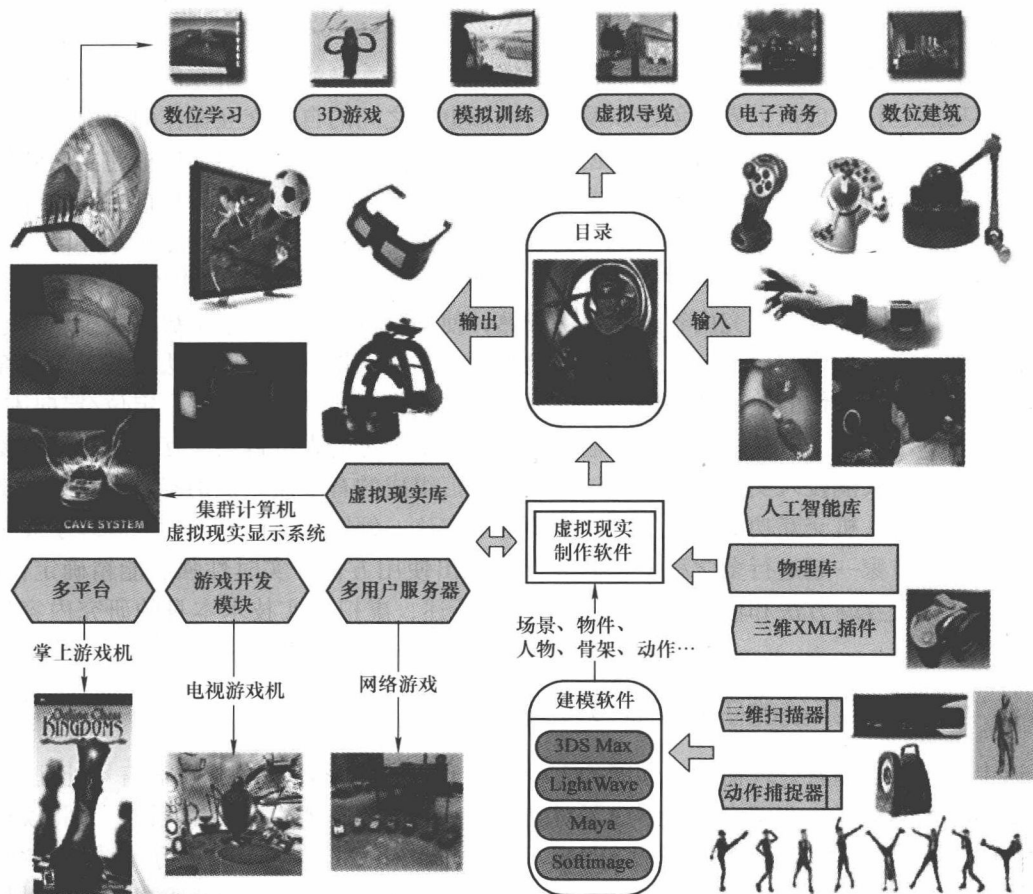 数位学习
3D游戏
模拟训练
虚拟导览
电子商务
数位建筑
目录
输出
输入
CAVE SYSTEM
集群计算机
虚拟现实显示系统
虚拟现实库
虚拟现实
制作软件
人工智能库
物理库
三维XML插件
多平台
游戏开发
模块
多用户服务器
掌上游戏机
电视游戏机
网络游戏
场景、物件、
人物、骨架、动作…
建模软件
3DS Max
LightWave
Maya
Softimage
三维扫描器
动作捕捉器
KINGDOMS